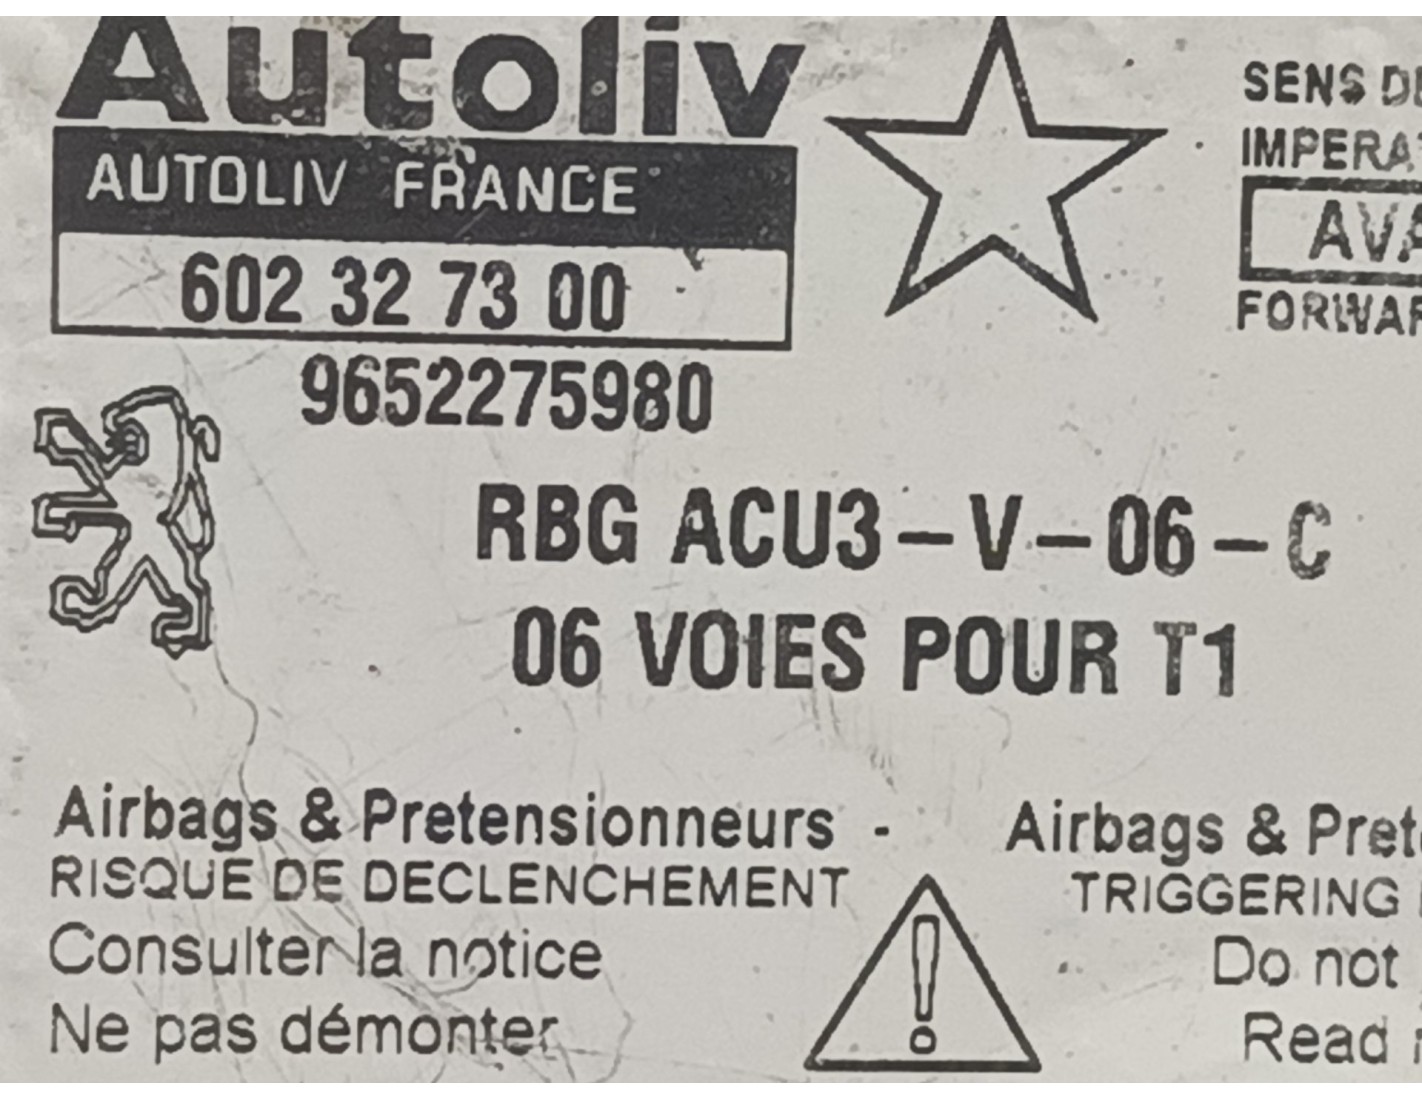 Autoliv
AUTOLIV FRANCE
602 32 73 00
9652275980
SENS DE
IMPERAT
AVA
FORWAR
RBG ACU3-V-06-C
06 VOIES POUR T1
Airbags & Pretensionneurs -
RISQUE DE DECLENCHEMENT
Consulter la notice
Ne pas démonter
Airbags & Pret
TRIGGERING
Do not
Read